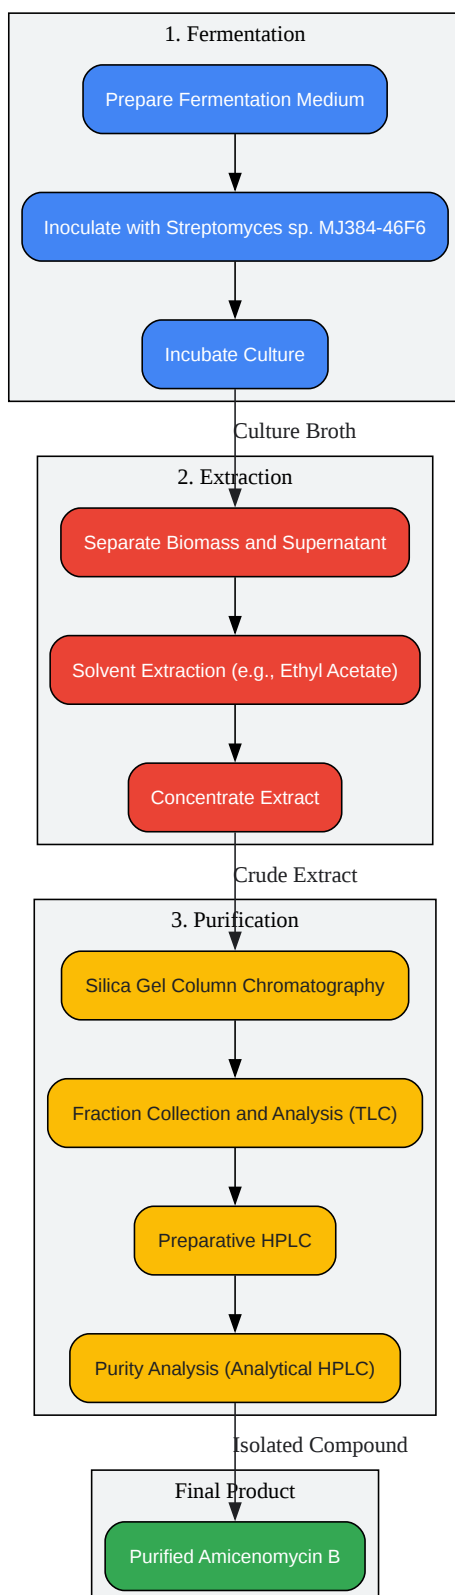 1. Fermentation
Prepare Fermentation Medium
Inoculate with Streptomyces sp. MJ384-46F6
Incubate Culture
Culture Broth
2. Extraction
Separate Biomass and Supernatant
Solvent Extraction (e.g., Ethyl Acetate)
Concentrate Extract
Crude Extract
3. Purification
Silica Gel Column Chromatography
Fraction Collection and Analysis (TLC)
Preparative HPLC
Purity Analysis (Analytical HPLC)
Isolated Compound
Final Product
Purified Amicenomycin B